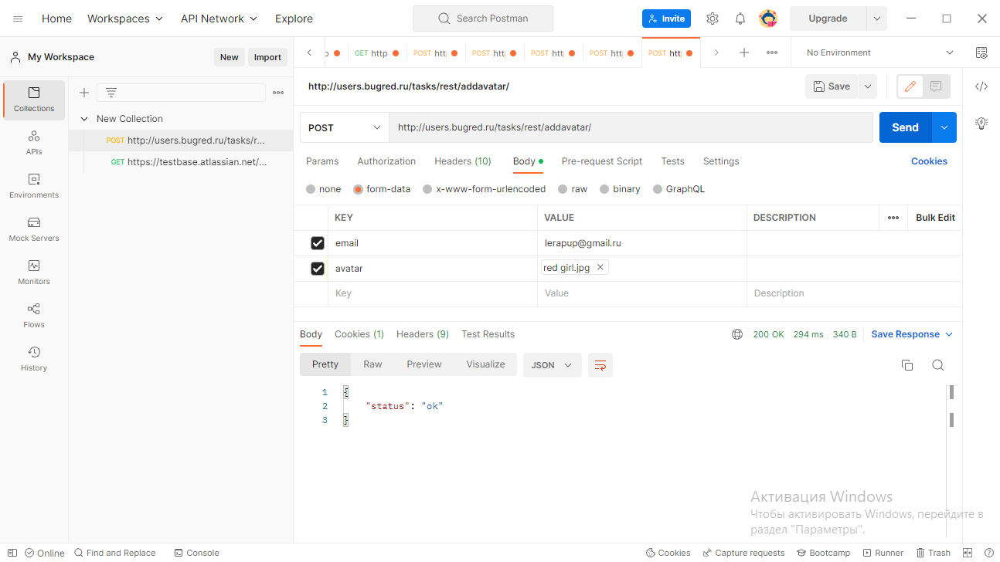 Home Workspaces API Network Explore Search Postman Invite Upgrade
My Workspace New Import
GET http POST htt POST htt POST htt POST htt POST htt No Environment
http://users.bugred.ru/tasks/rest/addavatar/ Save
Collections
APIs
Environments
Mock Servers
Monitors
Flows
History
New Collection
POST http://users.bugred.ru/tasks/r...
GET https://testbase.atlassian.net/...
POST http://users.bugred.ru/tasks/rest/addavatar/ Send
Params Authorization Headers (10) Body Pre-request Script Tests Settings Cookies
none form-data x-www-form-urlencoded raw binary GraphQL
KEY VALUE DESCRIPTION Bulk Edit
email lerapup@gmail.ru
avatar red girl.jpg
Key Value Description
Body Cookies (1) Headers (9) Test Results 200 OK 294 ms 340 B Save Response
Pretty Raw Preview Visualize JSON
1 {
2 "status": "ok"
3 }
Активация Windows
Чтобы активировать Windows, перейдите в
раздел "Параметры".
Online Find and Replace Console Cookies Capture requests Bootcamp Runner Trash